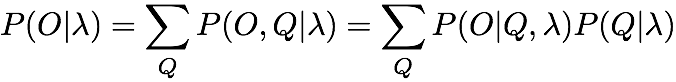 P(O|λ) = ∑_Q P(O, Q|λ) = ∑_Q P(O|Q, λ)P(Q|λ)